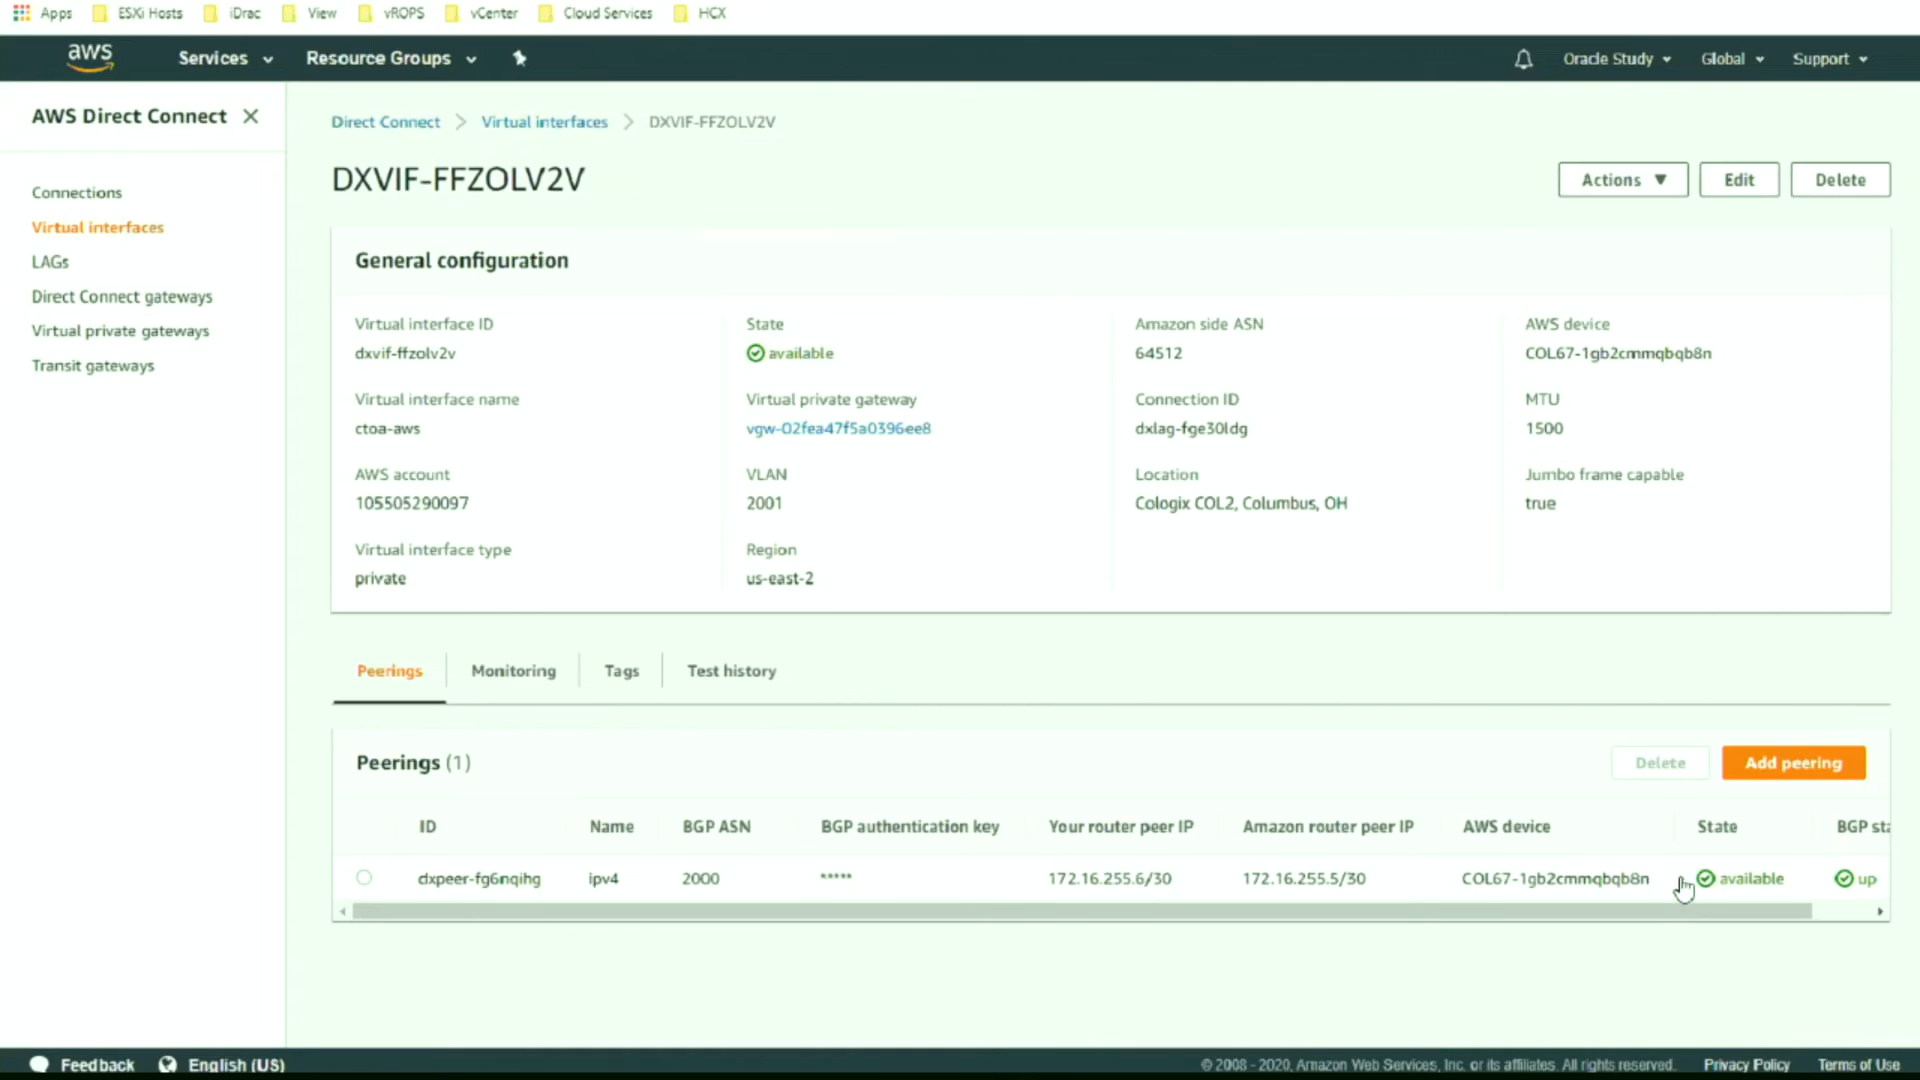 Apps ESXi Hosts iDrac View vROPS vCenter Cloud Services HCX
aws Services Resource Groups Oracle Study Global Support
AWS Direct Connect
Connections
Virtual interfaces
LAGs
Direct Connect gateways
Virtual private gateways
Transit gateways
Direct Connect > Virtual interfaces > DXVIF-FFZOLV2V
DXVIF-FFZOLV2V
Actions Edit Delete
General configuration
Virtual interface ID State Amazon side ASN AWS device
dxvif-ffzolv2v available 64512 COL67-1gb2cmmqbqb8n
Virtual interface name Virtual private gateway Connection ID MTU
ctoa-aws vgw-02fea47f5a0396ee8 dxlag-fge30ldg 1500
AWS account VLAN Location Jumbo frame capable
105505290097 2001 Cologix COL2, Columbus, OH true
Virtual interface type Region
private us-east-2
Peerings Monitoring Tags Test history
Peerings (1) Delete Add peering
ID Name BGP ASN BGP authentication key Your router peer IP Amazon router peer IP AWS device State BGP sta
dxpeer-fg6nqihg ipv4 2000 ***** 172.16.255.6/30 172.16.255.5/30 COL67-1gb2cmmqbqb8n available up
Feedback English (US) © 2008 - 2020, Amazon Web Services, Inc. or its affiliates. All rights reserved. Privacy Policy Terms of Use